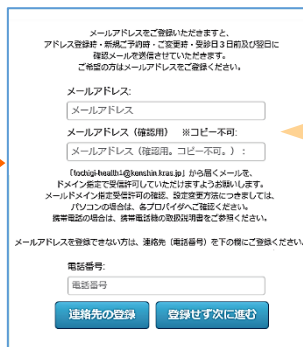 メールアドレスをご登録いただきますと、
アドレス登録時・新規ご予約時・ご変更時・受診日3日前及び翌日に
確認メールを送信させていただきます。
ご希望の方はメールアドレスをご登録ください。
メールアドレス:
メールアドレス
メールアドレス（確認用） ※コピー不可:
メールアドレス（確認用。コピー不可。）:
「tochigi-health1@kenshin.kras.jp」から届くメールを、
ドメイン指定で受信許可していただけますようお願いします。
メールドメイン指定受信許可の確認、設定変更方法につきましては、
パソコンの場合は、各プロバイダへご確認ください。
携帯電話の場合は、携帯電話機の取扱説明書をご参照ください。
メールアドレスを登録できない方は、連絡先（電話番号）を下の欄にご登録ください。
電話番号:
電話番号
連絡先の登録 登録せず次に進む